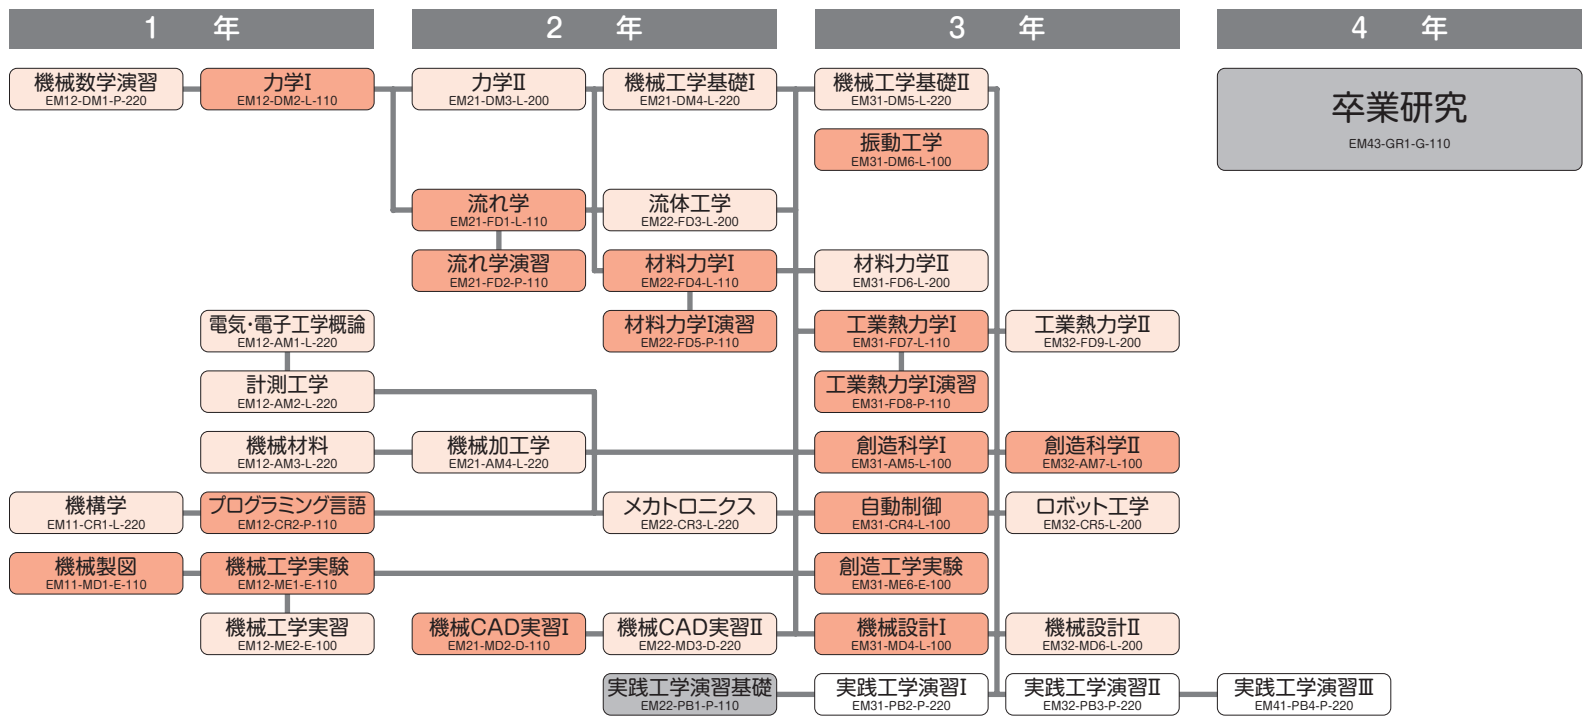 1 年
2 年
3 年
4 年
機械数学演習
EM12-DM1-P-220
力学Ⅰ
EM12-DM2-L-110
力学Ⅱ
EM21-DM3-L-200
機械工学基礎Ⅰ
EM21-DM4-L-220
機械工学基礎Ⅱ
EM31-DM5-L-220
卒業研究
EM43-GR1-G-110
振動工学
EM31-DM6-L-100
流れ学
EM21-FD1-L-110
流体工学
EM22-FD3-L-200
流れ学演習
EM21-FD2-P-110
材料力学Ⅰ
EM22-FD4-L-110
材料力学Ⅱ
EM31-FD6-L-200
電気・電子工学概論
EM12-AM1-L-220
材料力学Ⅰ演習
EM22-FD5-P-110
工業熱力学Ⅰ
EM31-FD7-L-110
工業熱力学Ⅱ
EM32-FD9-L-200
計測工学
EM12-AM2-L-220
工業熱力学Ⅰ演習
EM31-FD8-P-110
機械材料
EM12-AM3-L-220
機械加工学
EM21-AM4-L-220
創造科学Ⅰ
EM31-AM5-L-100
創造科学Ⅱ
EM32-AM7-L-100
機構学
EM11-CR1-L-220
プログラミング言語
EM12-CR2-P-110
メカトロニクス
EM22-CR3-L-220
自動制御
EM31-CR4-L-100
ロボット工学
EM32-CR5-L-200
機械製図
EM11-MD1-E-110
機械工学実験
EM12-ME1-E-110
創造工学実験
EM31-ME6-E-100
機械工学実習
EM12-ME2-E-100
機械CAD実習Ⅰ
EM21-MD2-D-110
機械CAD実習Ⅱ
EM22-MD3-D-220
機械設計Ⅰ
EM31-MD4-L-100
機械設計Ⅱ
EM32-MD6-L-200
実践工学演習基礎
EM22-PB1-P-110
実践工学演習Ⅰ
EM31-PB2-P-220
実践工学演習Ⅱ
EM32-PB3-P-220
実践工学演習Ⅲ
EM41-PB4-P-220